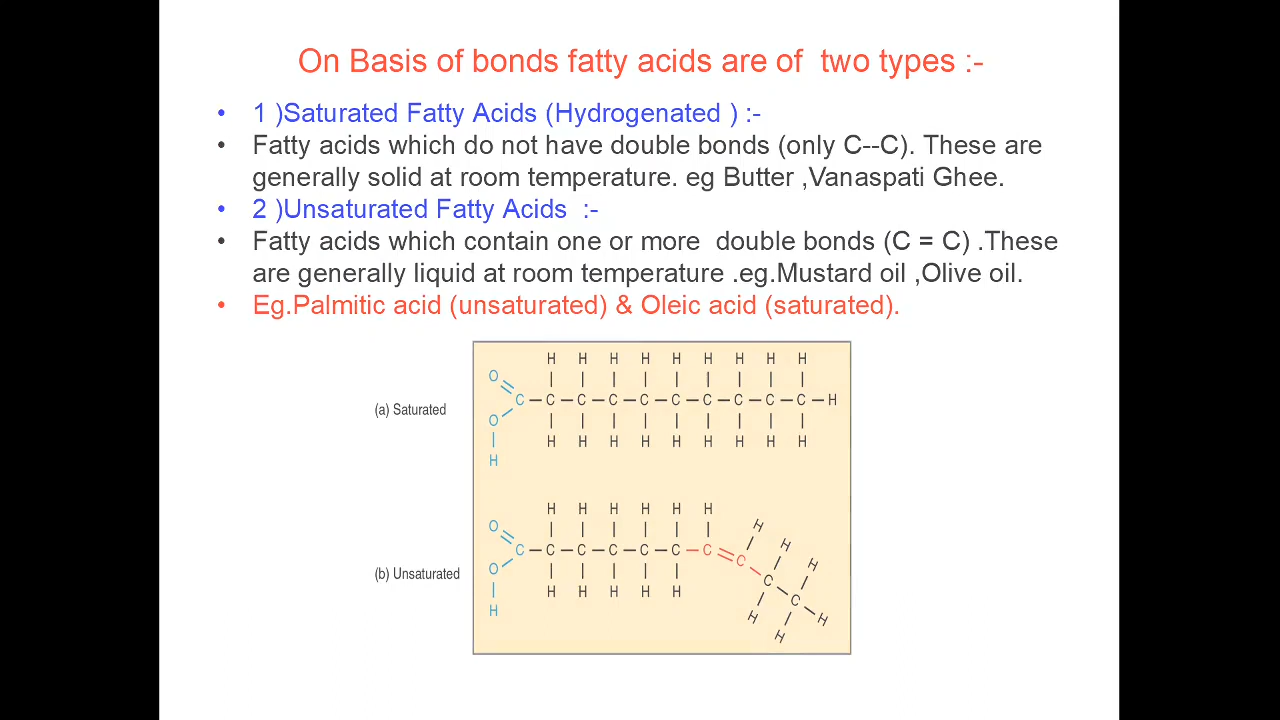 On Basis of bonds fatty acids are of  two types :-
• 1 )Saturated Fatty Acids (Hydrogenated ) :-
• Fatty acids which do not have double bonds (only C--C). These are
generally solid at room temperature. eg Butter ,Vanaspati Ghee.
• 2 )Unsaturated Fatty Acids  :-
• Fatty acids which contain one or more  double bonds (C = C) .These
are generally liquid at room temperature .eg.Mustard oil ,Olive oil.
• Eg.Palmitic acid (unsaturated) & Oleic acid (saturated).
H H H H H H H H H
O
C C C C C C C C C C H
(a) Saturated
O
H H H H H H H H H
H
H H H H H H
O
H
H
C C C C C C C C
H
(b) Unsaturated
O
C
C
H H H H H
C
H
H
H
H